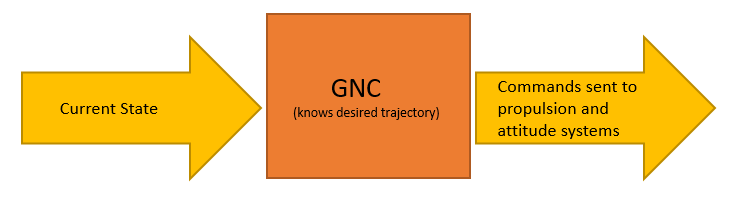 Current State
GNC
(knows desired trajectory)
Commands sent to
propulsion and
attitude systems